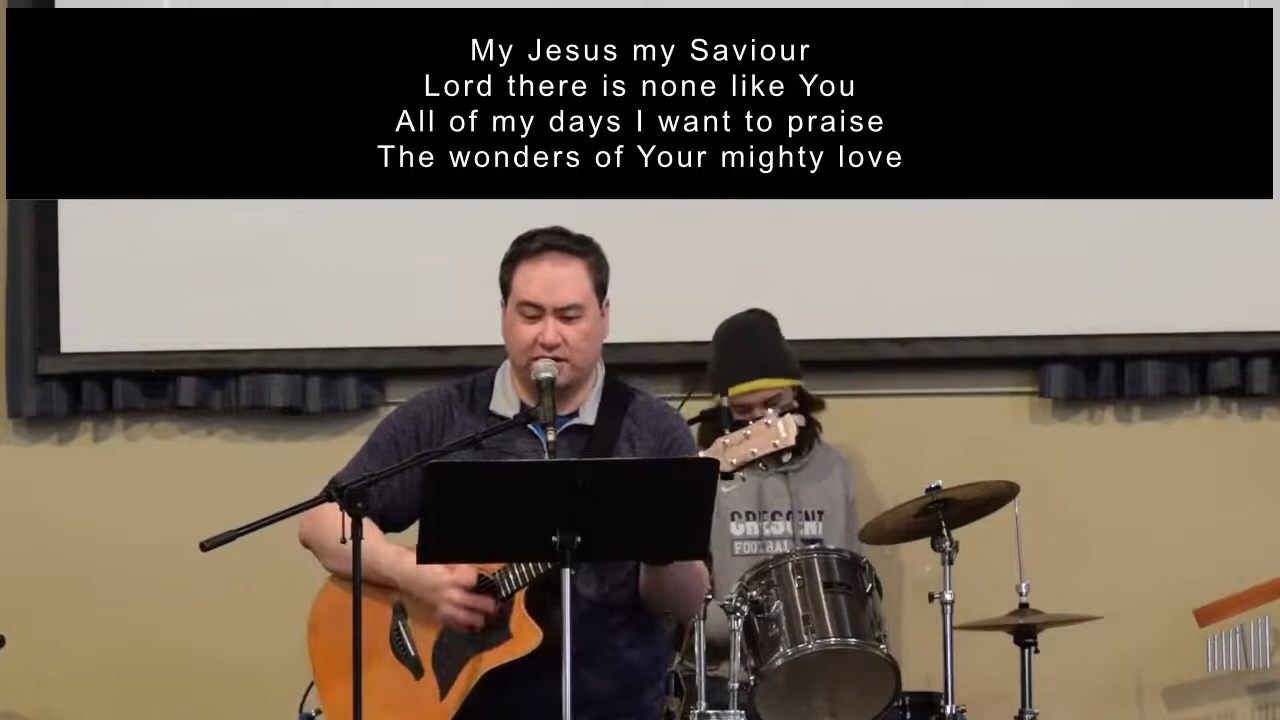 My Jesus my Saviour
Lord there is none like You
All of my days I want to praise
The wonders of Your mighty love
CRESCENT
FOOTBALL